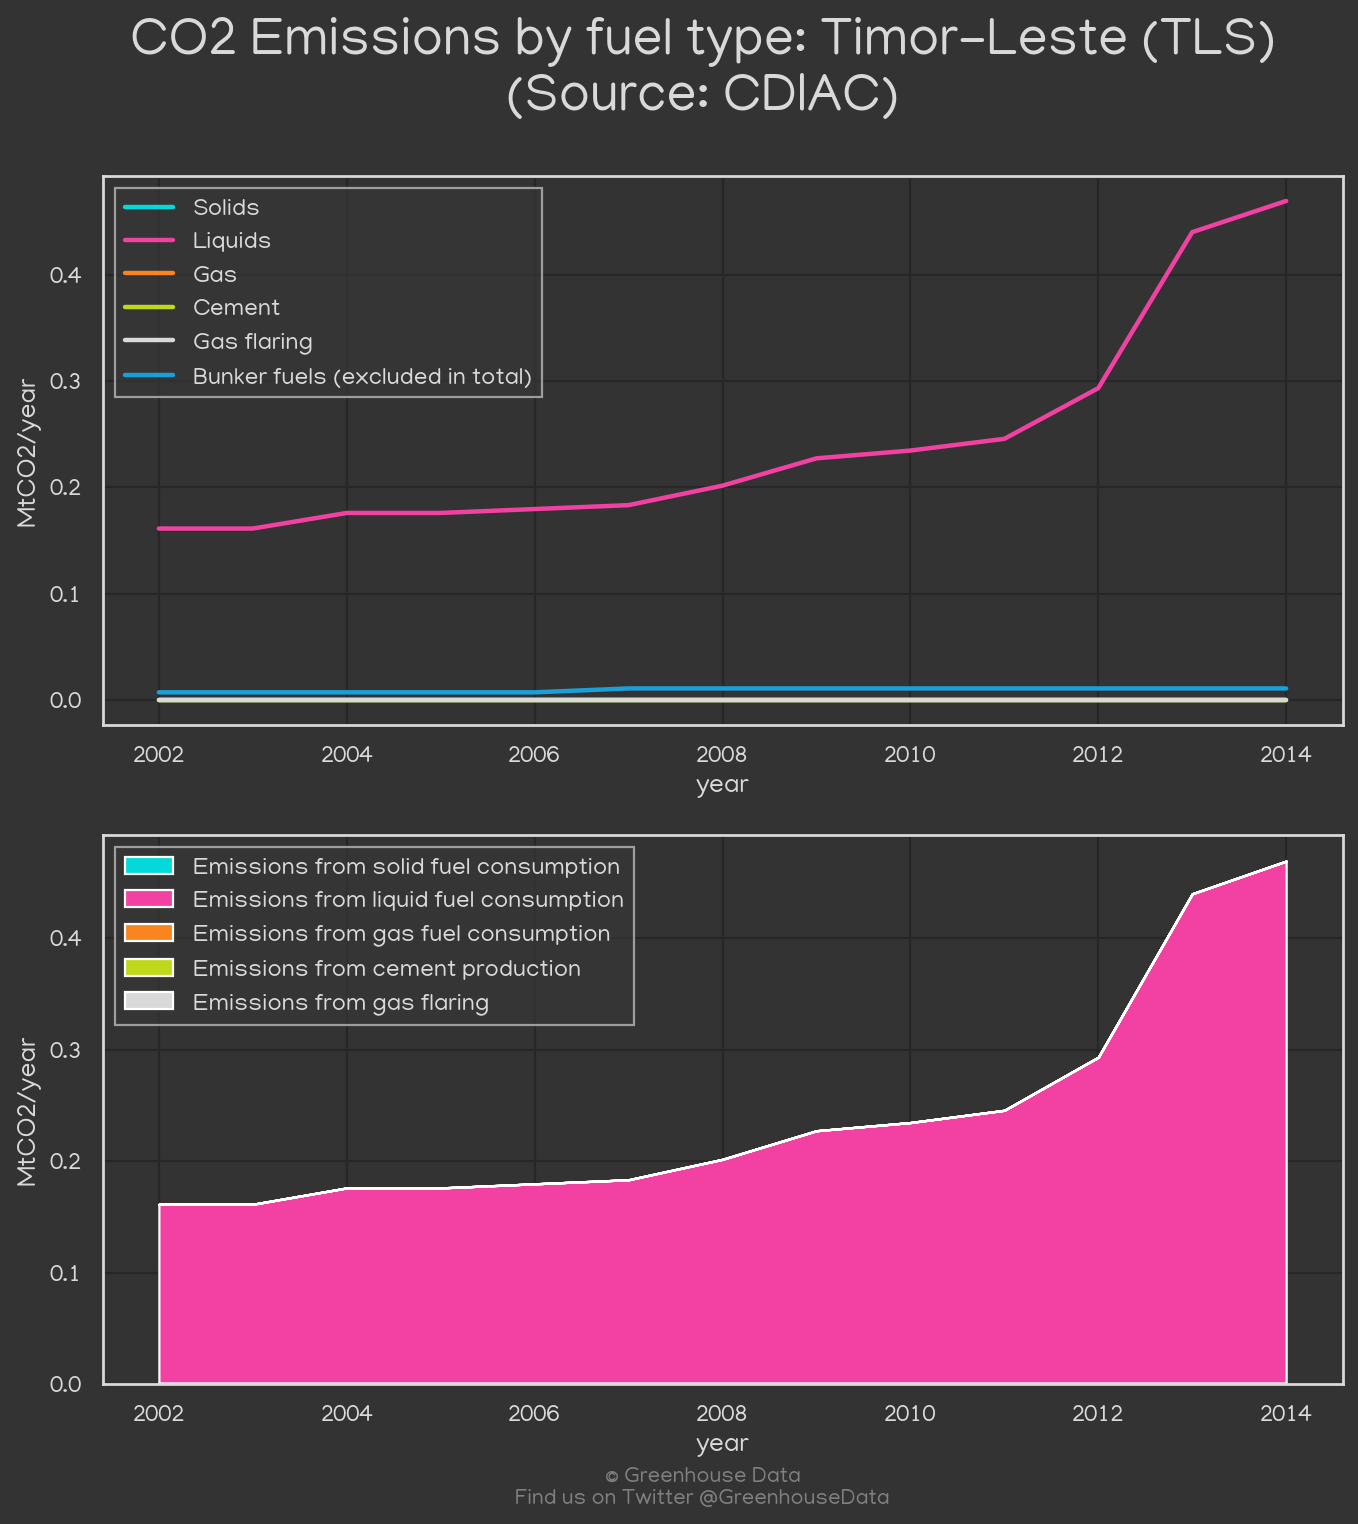 CO2 Emissions by fuel type: Timor-Leste (TLS)
(Source: CDIAC)
Solids
Liquids
Gas
Cement
Gas flaring
Bunker fuels (excluded in total)
0.4
0.3
0.2
0.1
0.0
MtCO2/year
2002 2004 2006 2008 2010 2012 2014
year
Emissions from solid fuel consumption
Emissions from liquid fuel consumption
Emissions from gas fuel consumption
Emissions from cement production
Emissions from gas flaring
0.4
0.3
0.2
0.1
0.0
MtCO2/year
2002 2004 2006 2008 2010 2012 2014
year
© Greenhouse Data
Find us on Twitter @GreenhouseData